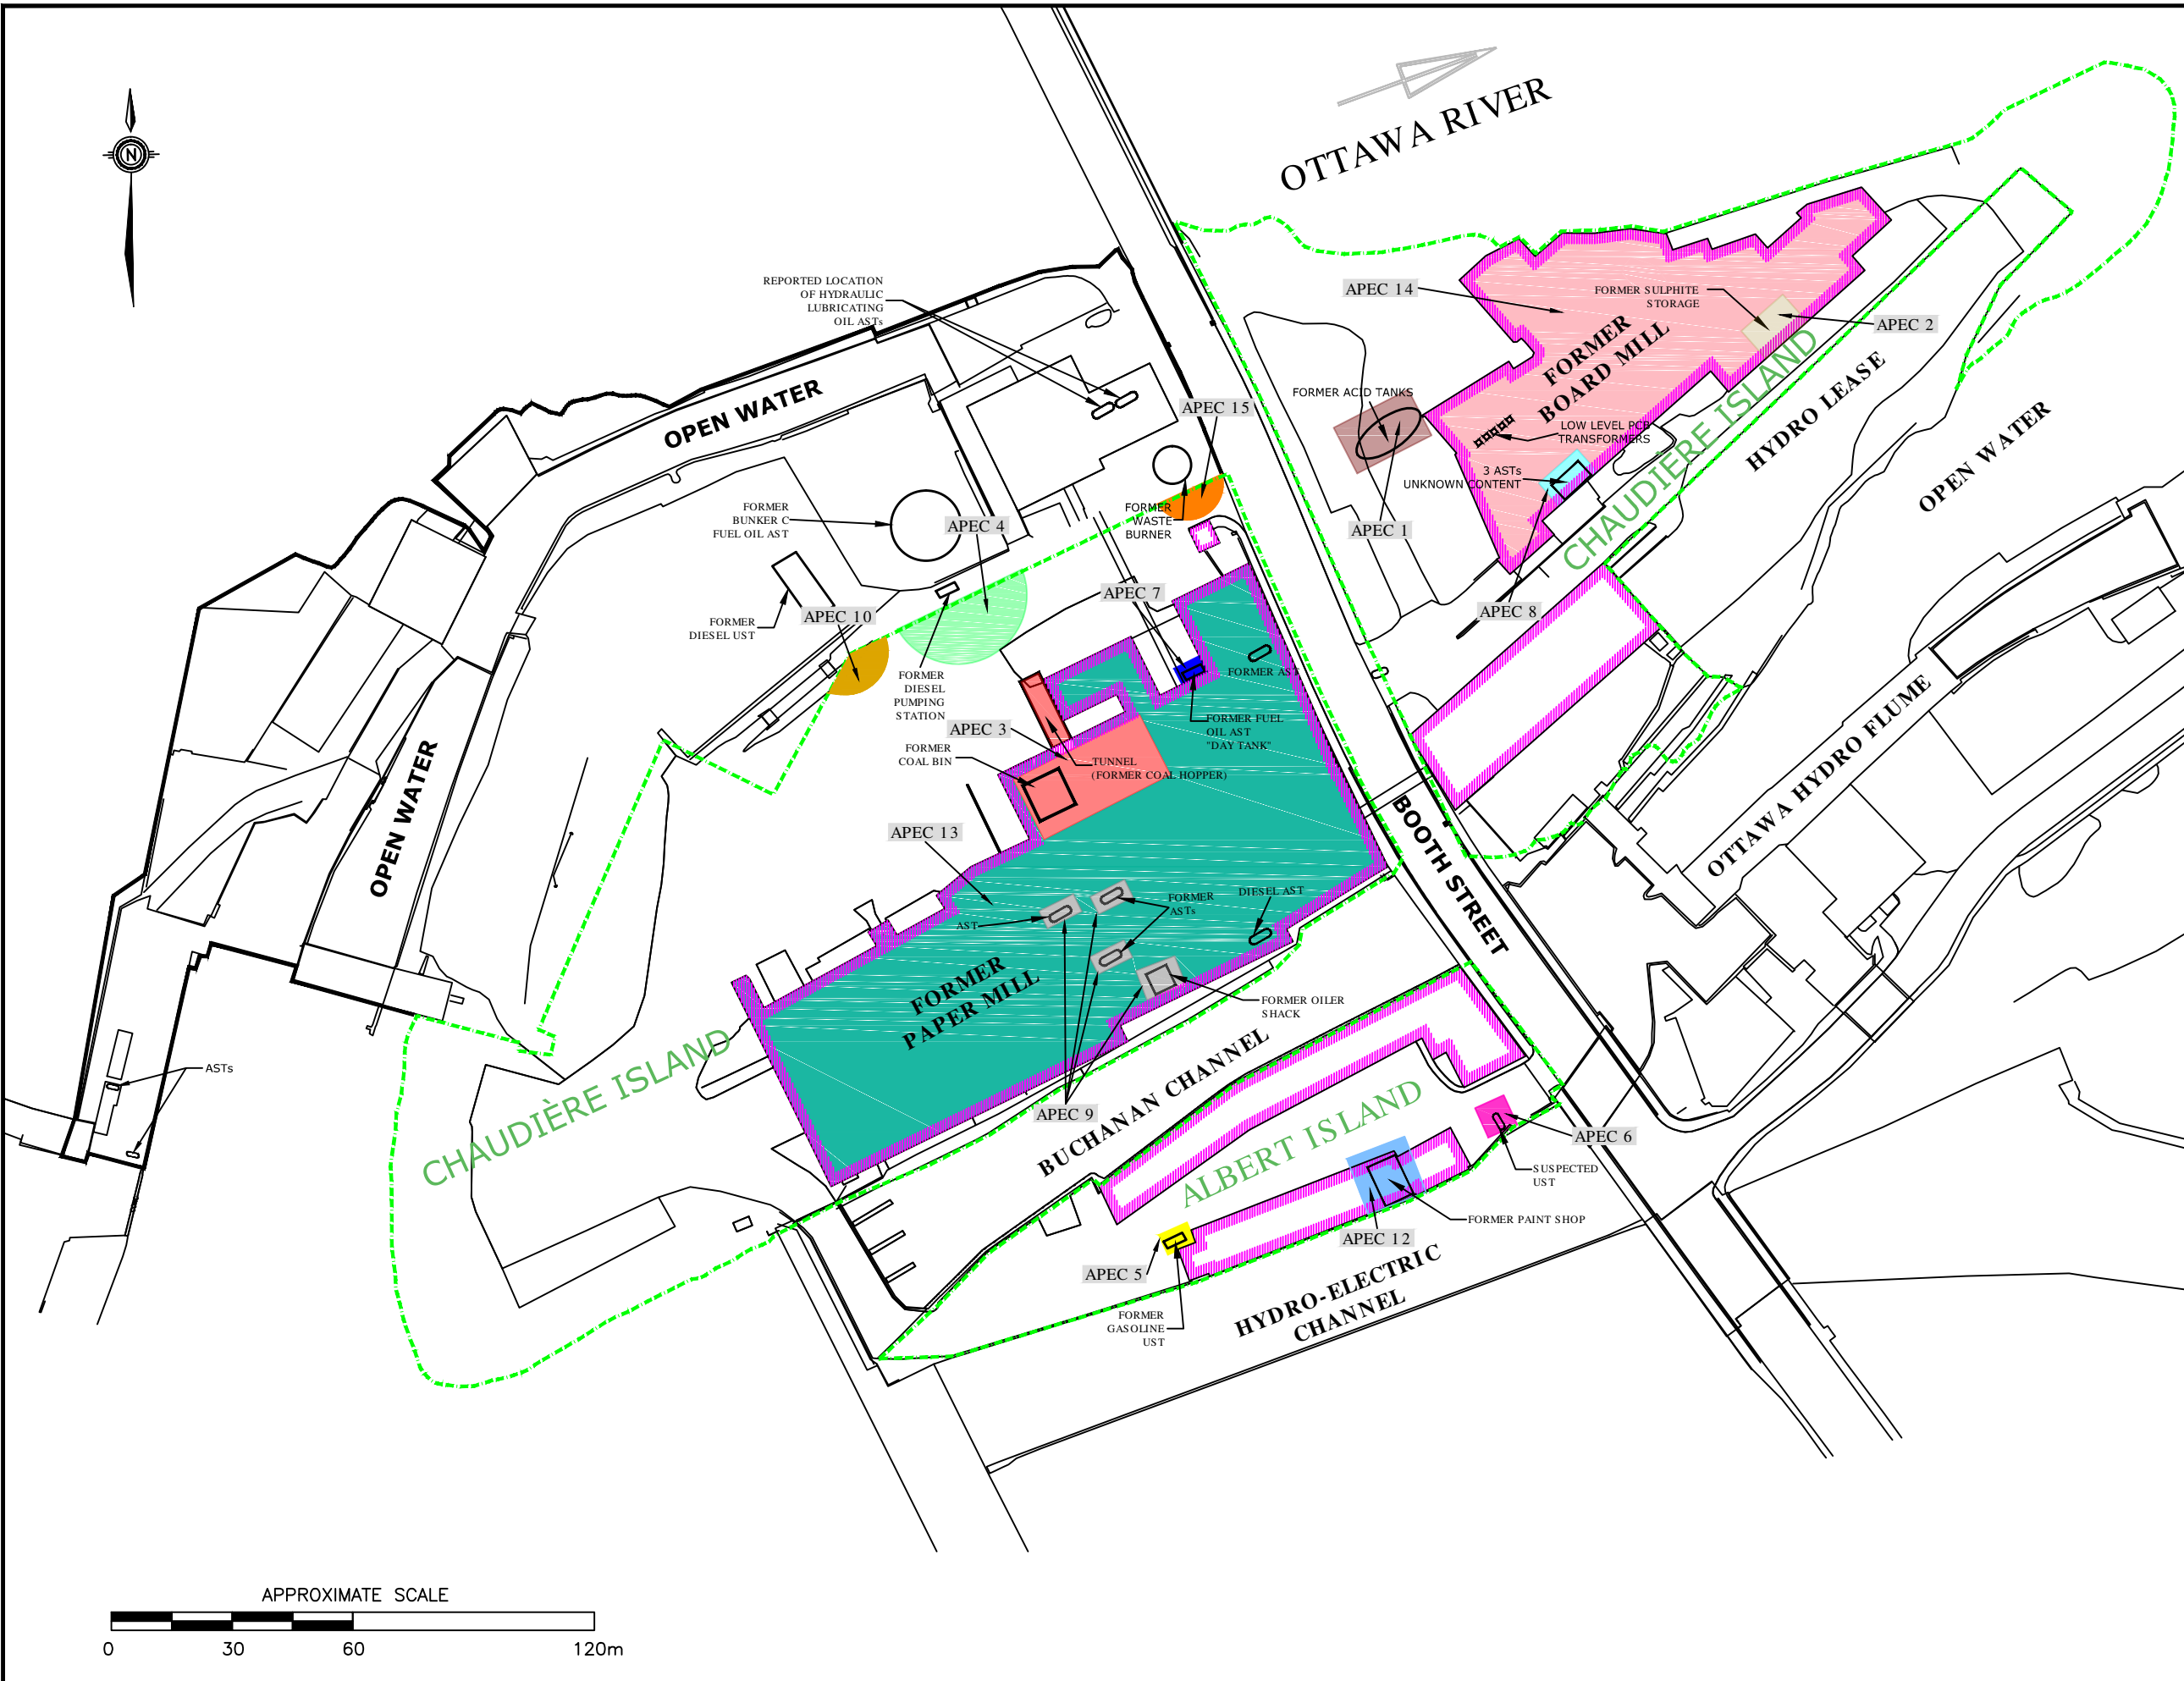 N
OTTAWA RIVER
REPORTED LOCATION
OF HYDRAULIC
LUBRICATING
OIL ASTs
OPEN WATER
APEC 14
FORMER SULPHITE
STORAGE
APEC 2
FORMER
BOARD MILL
CHAUDIÈRE ISLAND
HYDRO LEASE
OPEN WATER
FORMER ACID TANKS
APEC 15
LOW LEVEL PCB
TRANSFORMERS
3 ASTs
UNKNOWN CONTENT
APEC 1
APEC 8
FORMER
BUNKER C
FUEL OIL AST
APEC 4
FORMER
WASTE
BURNER
APEC 7
APEC 10
FORMER
DIESEL UST
FORMER
DIESEL
PUMPING
STATION
FORMER AST
FORMER FUEL
OIL AST
"DAY TANK"
APEC 3
FORMER
COAL BIN
TUNNEL
(FORMER COAL HOPPER)
OPEN WATER
OTTAWA HYDRO FLUME
BOOTH STREET
APEC 13
AST
FORMER
ASTs
DIESEL AST
FORMER
PAPER MILL
FORMER OILER
SHACK
CHAUDIÈRE ISLAND
ASTs
APEC 9
BUCHANAN CHANNEL
ALBERT ISLAND
APEC 6
SUSPECTED
UST
FORMER PAINT SHOP
APEC 12
APEC 5
FORMER
GASOLINE
UST
HYDRO-ELECTRIC
CHANNEL
APPROXIMATE SCALE
0 30 60 120m